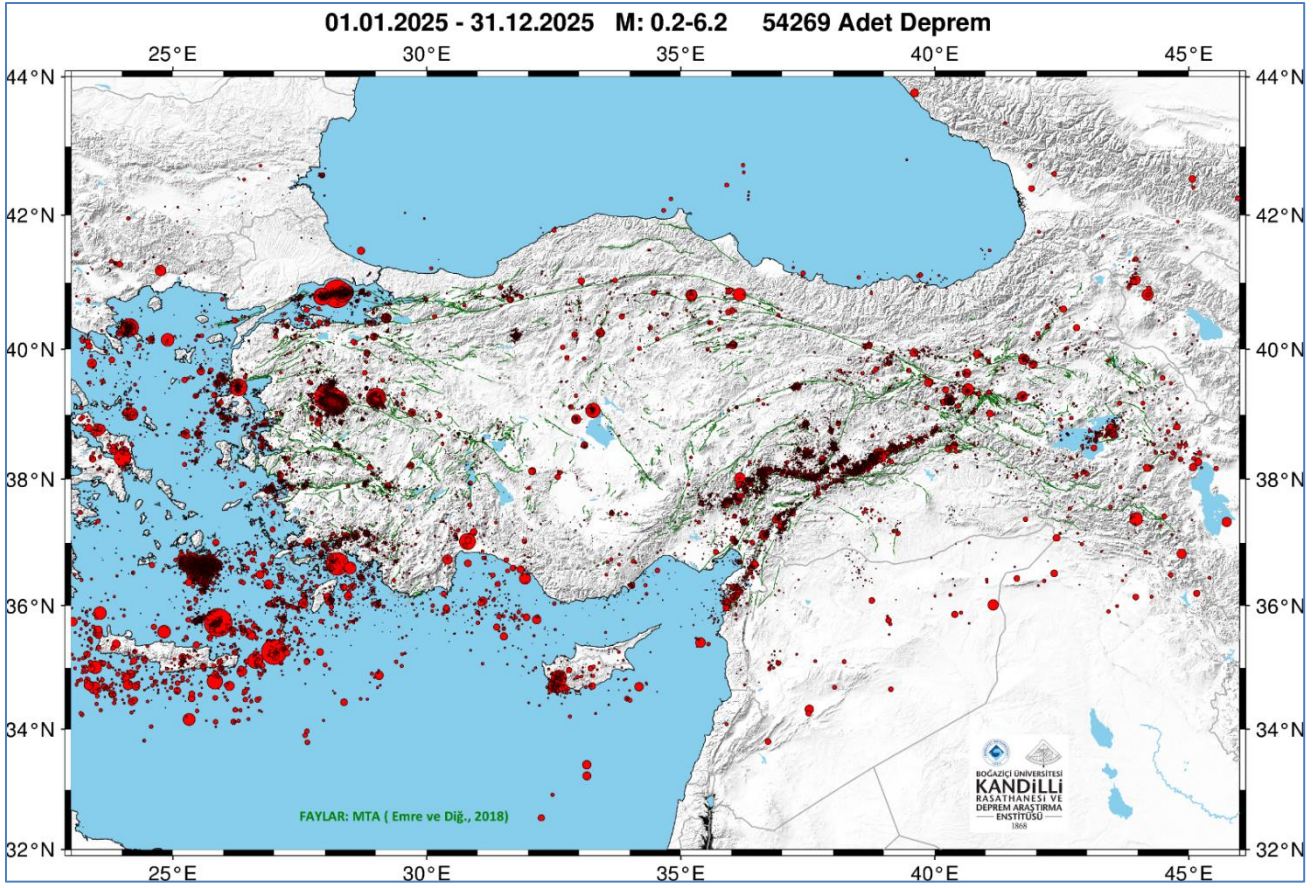 01.01.2025 - 31.12.2025 M: 0.2-6.2 54269 Adet Deprem
25°E 30°E 35°E 40°E 45°E
44°N 44°N
42°N 42°N
40°N 40°N
38°N 38°N
36°N 36°N
34°N 34°N
BOĞAZİÇİ ÜNİVERSİTESİ
KANDiLLi
RASATHANESİ VE
DEPREM ARAŞTIRMA
ENSTİTÜSÜ
1868
FAYLAR: MTA ( Emre ve Diğ., 2018)
32°N 32°N
25°E 30°E 35°E 40°E 45°E